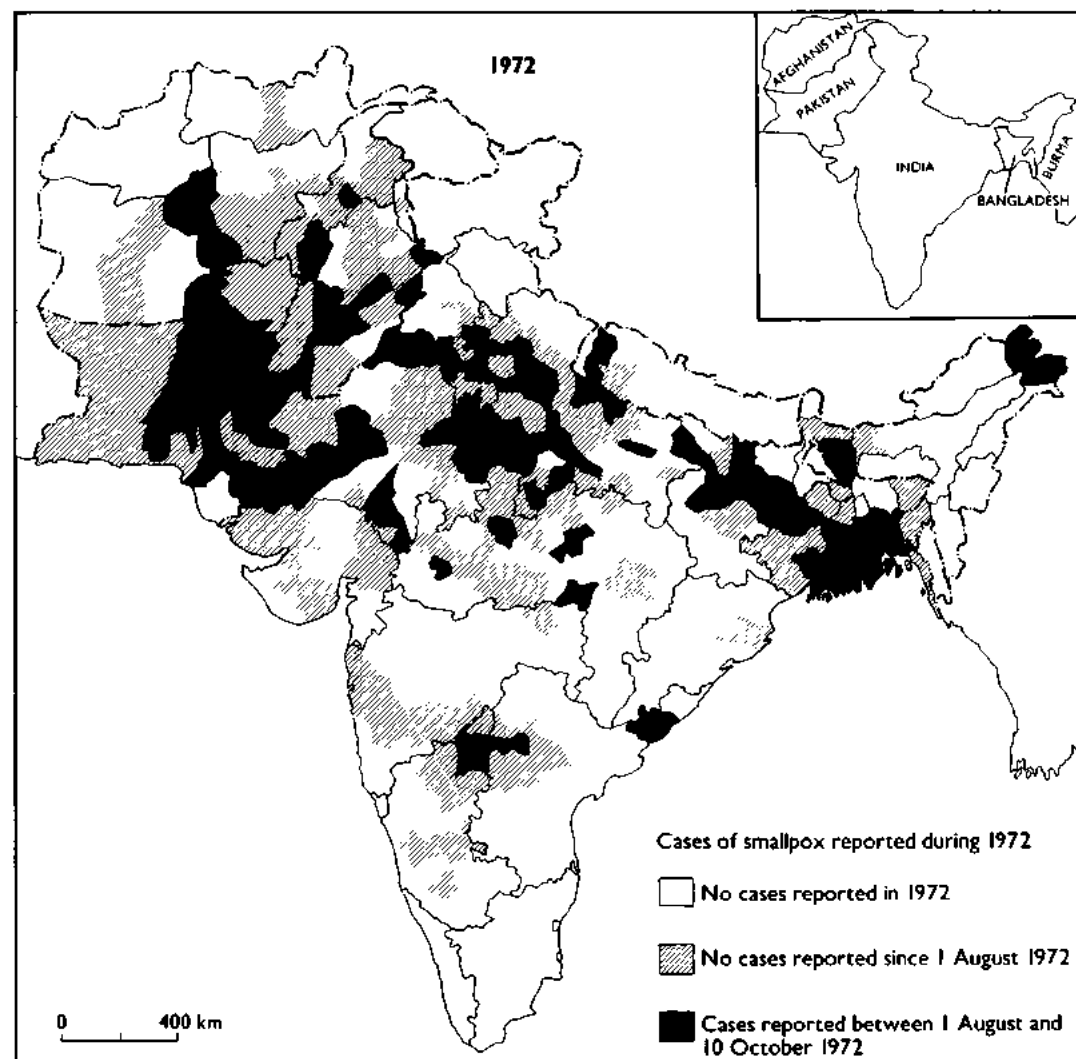 1972
AFGHANISTAN
PAKISTAN
INDIA
BURMA
BANGLADESH
Cases of smallpox reported during 1972
No cases reported in 1972
No cases reported since 1 August 1972
Cases reported between 1 August and
10 October 1972
0 400 km